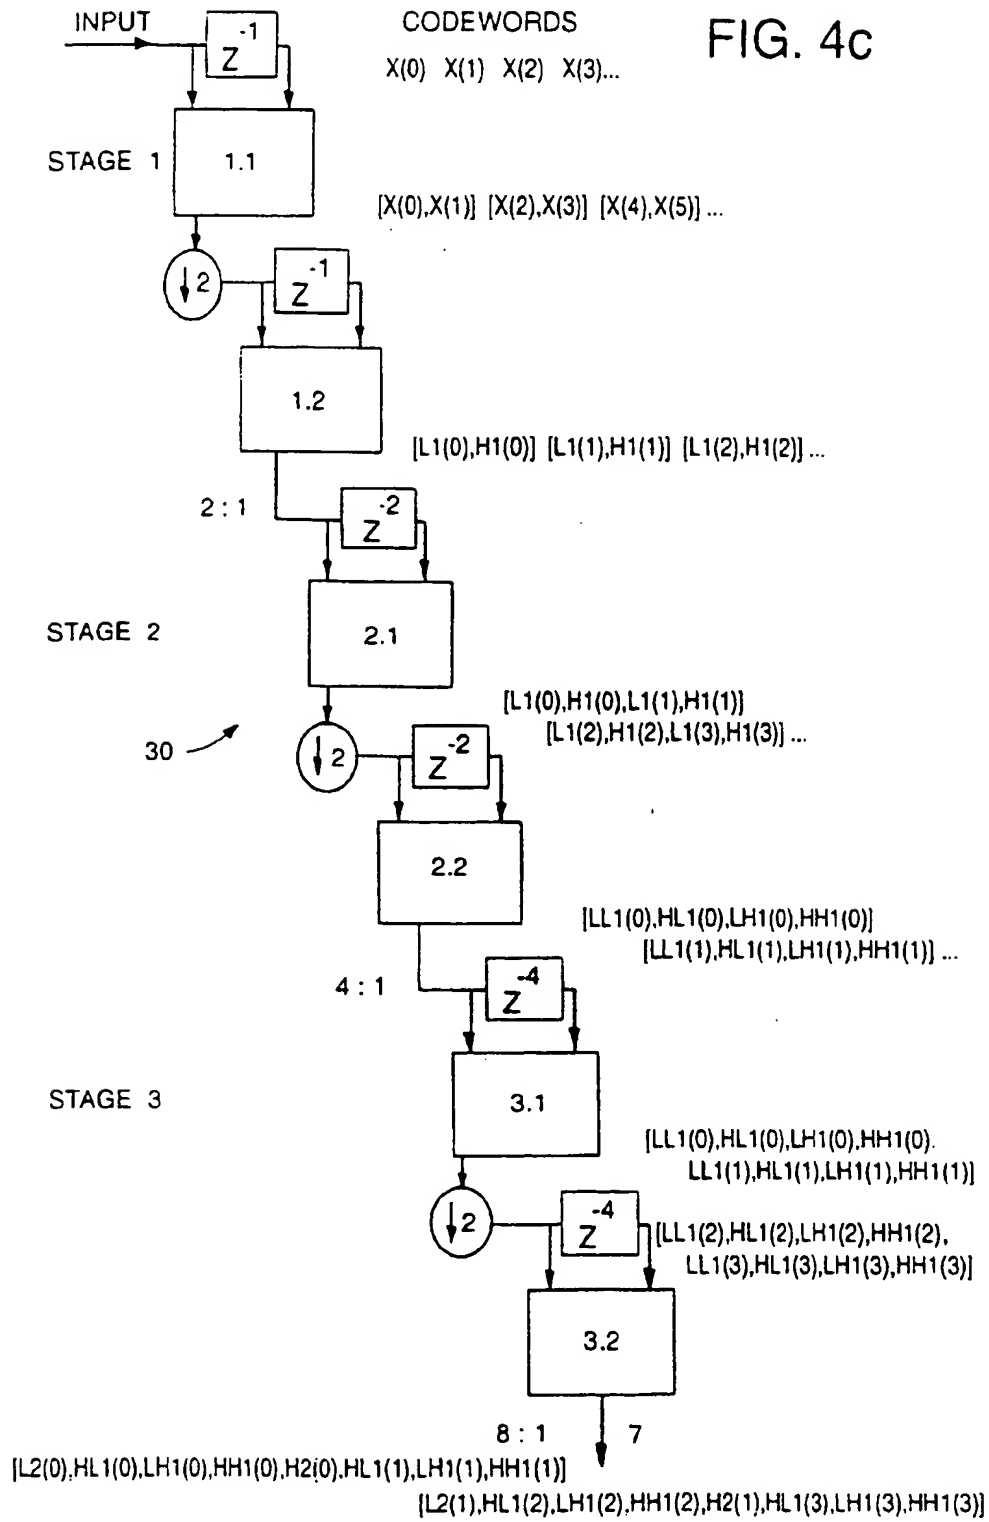 INPUT
Z-1
CODEWORDS
FIG. 4c
X(0) X(1) X(2) X(3)...
STAGE 1
1.1
[X(0),X(1)] [X(2),X(3)] [X(4),X(5)] ...
↓2
Z-1
1.2
[L1(0),H1(0)] [L1(1),H1(1)] [L1(2),H1(2)] ...
2 : 1
Z-2
STAGE 2
2.1
[L1(0),H1(0),L1(1),H1(1)]
[L1(2),H1(2),L1(3),H1(3)] ...
30
↓2
Z-2
2.2
[LL1(0),HL1(0),LH1(0),HH1(0)]
[LL1(1),HL1(1),LH1(1),HH1(1)] ...
4 : 1
Z-4
STAGE 3
3.1
[LL1(0),HL1(0),LH1(0),HH1(0).
LL1(1),HL1(1),LH1(1),HH1(1)]
↓2
Z-4
[LL1(2),HL1(2),LH1(2),HH1(2),
LL1(3),HL1(3),LH1(3),HH1(3)]
3.2
8 : 1
7
[L2(0),HL1(0),LH1(0),HH1(0),H2(0),HL1(1),LH1(1),HH1(1)]
[L2(1),HL1(2),LH1(2),HH1(2),H2(1),HL1(3),LH1(3),HH1(3)]